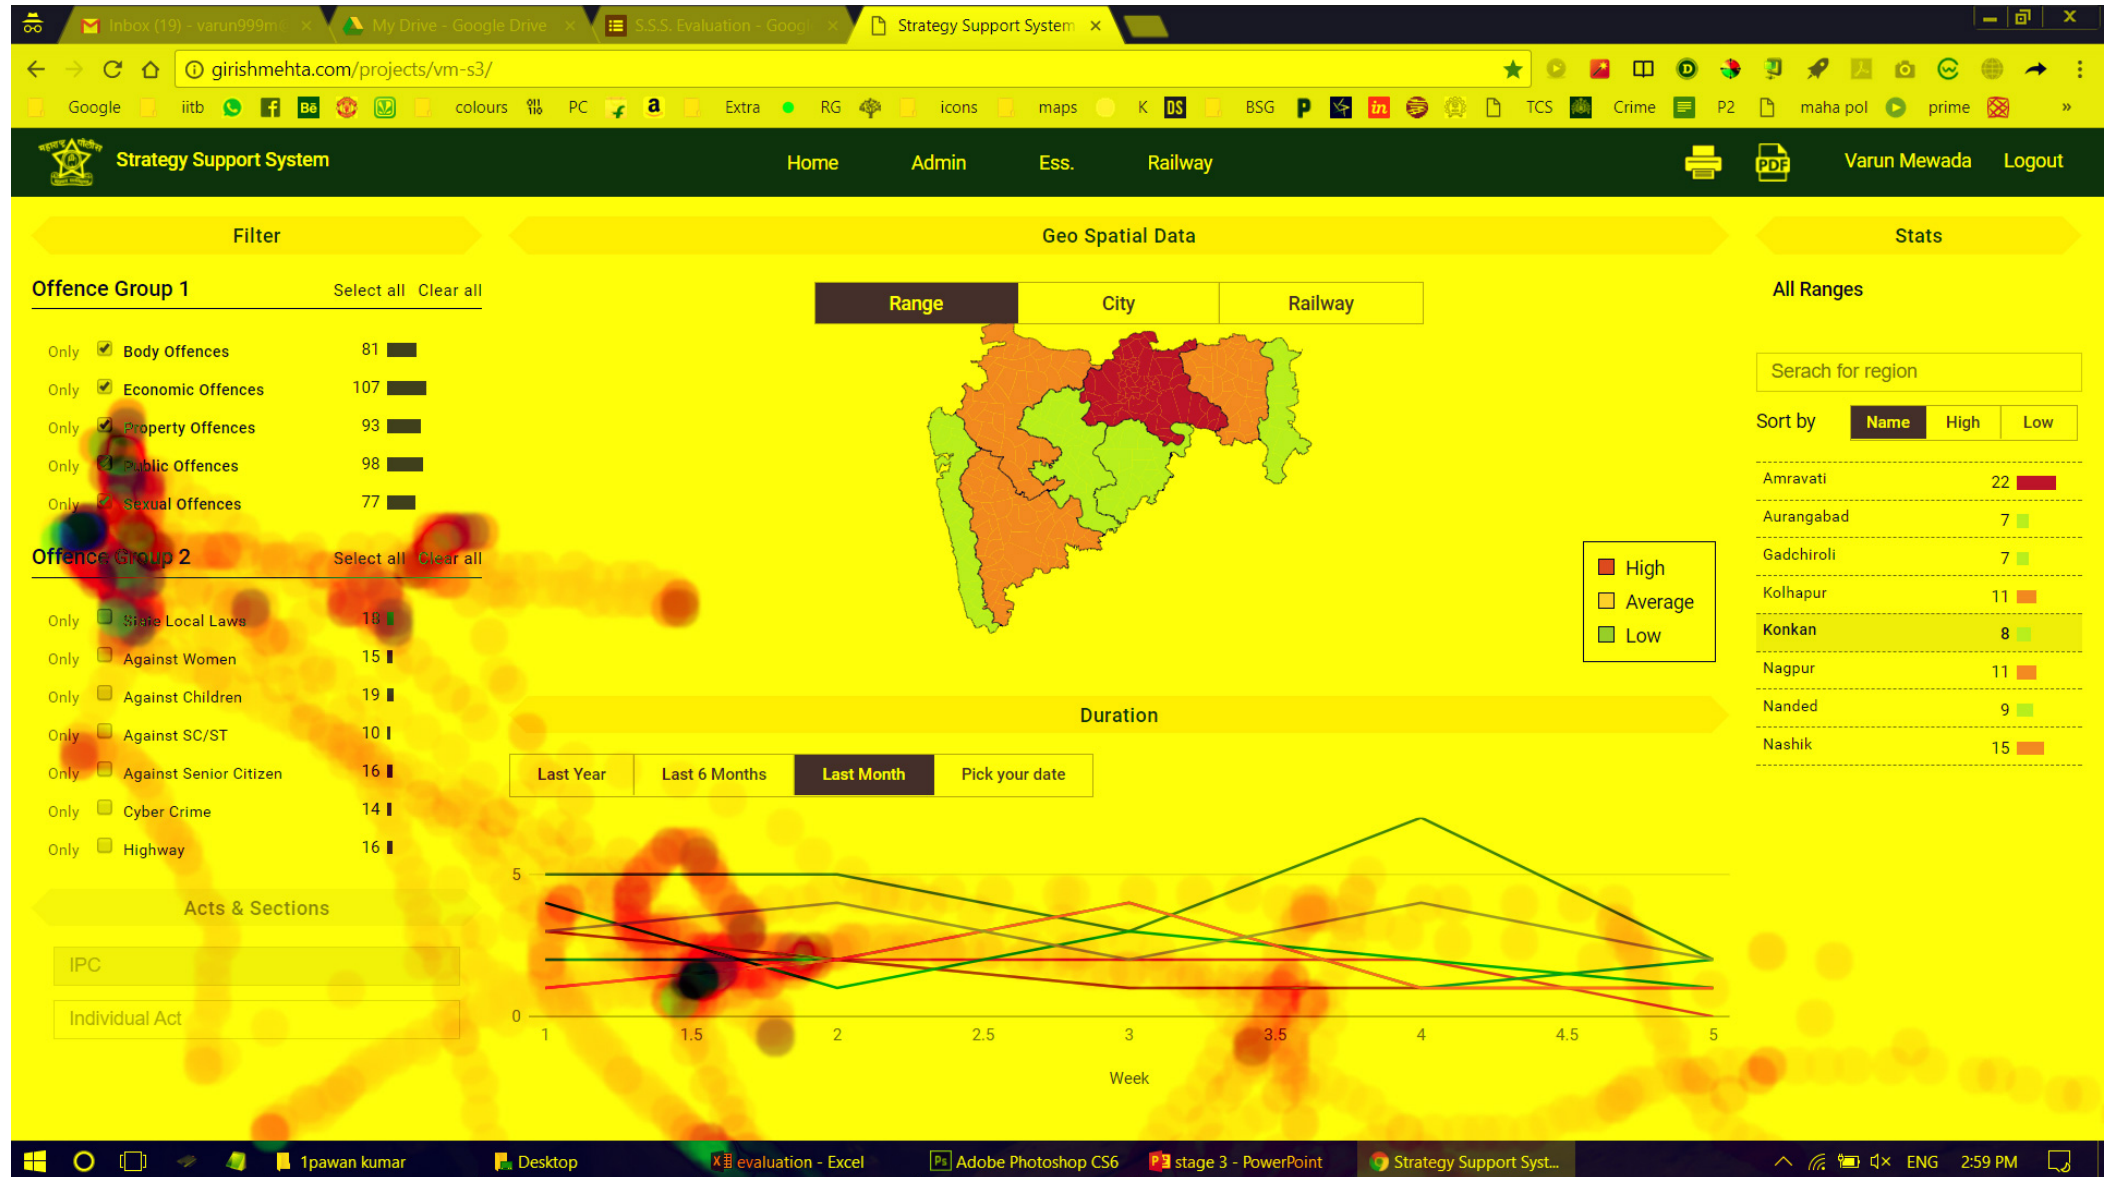 Inbox (19) - varun999m
My Drive - Google Drive
S.S.S. Evaluation - Goog
Strategy Support System
girishmehta.com/projects/vm-s3/
Google iitb colours PC Extra RG icons maps K DS BSG TCS Crime P2 maha pol prime »
Strategy Support System
Home Admin Ess. Railway
PDF
Varun Mewada Logout
Filter
Offence Group 1 Select all Clear all
Only Body Offences 81
Only Economic Offences 107
Only Property Offences 93
Only Public Offences 98
Only Sexual Offences 77
Offence Group 2 Select all Clear all
Only State Local Laws 18
Only Against Women 15
Only Against Children 19
Only Against SC/ST 10
Only Against Senior Citizen 16
Only Cyber Crime 14
Only Highway 16
Acts & Sections
IPC
Individual Act
Geo Spatial Data
Range City Railway
High
Average
Low
Duration
Last Year Last 6 Months Last Month Pick your date
5
0
1 1.5 2 2.5 3 3.5 4 4.5 5
Week
Stats
All Ranges
Serach for region
Sort by Name High Low
Amravati 22
Aurangabad 7
Gadchiroli 7
Kolhapur 11
Konkan 8
Nagpur 11
Nanded 9
Nashik 15
1pawan kumar
Desktop
evaluation - Excel
Adobe Photoshop CS6
stage 3 - PowerPoint
Strategy Support Syst...
ENG 2:59 PM